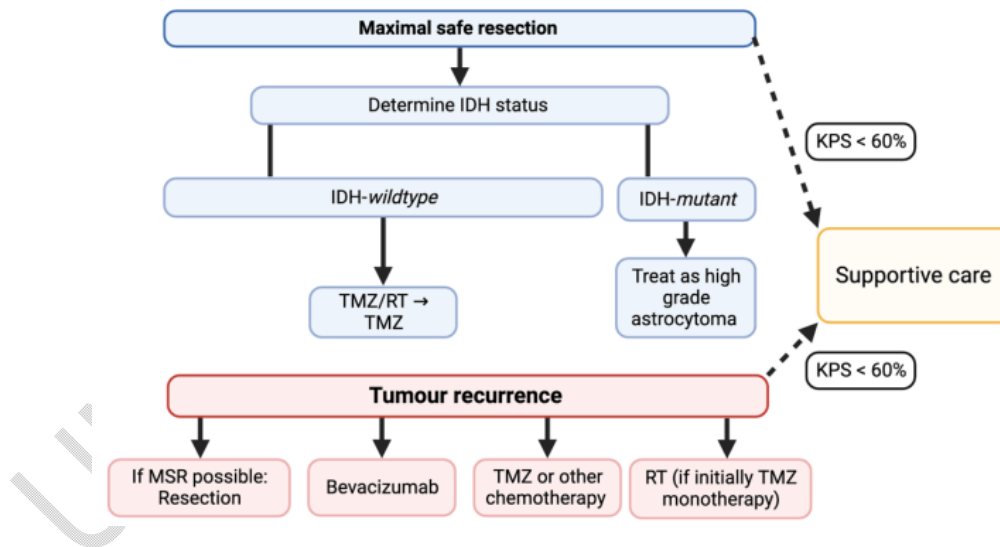 Maximal safe resection
Determine IDH status
KPS < 60%
IDH-wildtype
IDH-mutant
TMZ/RT →
TMZ
Treat as high
grade
astrocytoma
Supportive care
KPS < 60%
Tumour recurrence
If MSR possible:
Resection
Bevacizumab
TMZ or other
chemotherapy
RT (if initially TMZ
monotherapy)